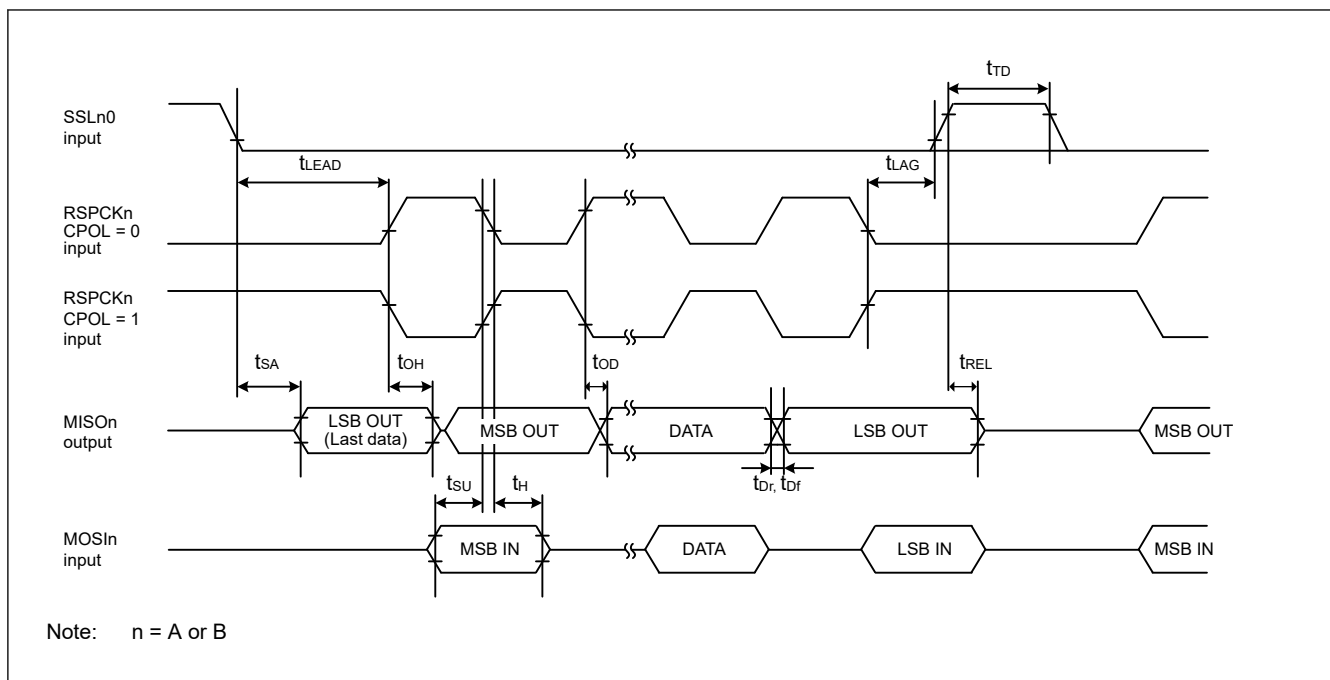 tTD
SSLn0
input
tLEAD
tLAG
RSPCKn
CPOL = 0
input
RSPCKn
CPOL = 1
input
tSA
tOH
tOD
tREL
MISOn
output
LSB OUT
(Last data)
MSB OUT
DATA
LSB OUT
MSB OUT
tSU
tH
tDr, tDf
MOSIn
input
MSB IN
DATA
LSB IN
MSB IN
Note: n = A or B